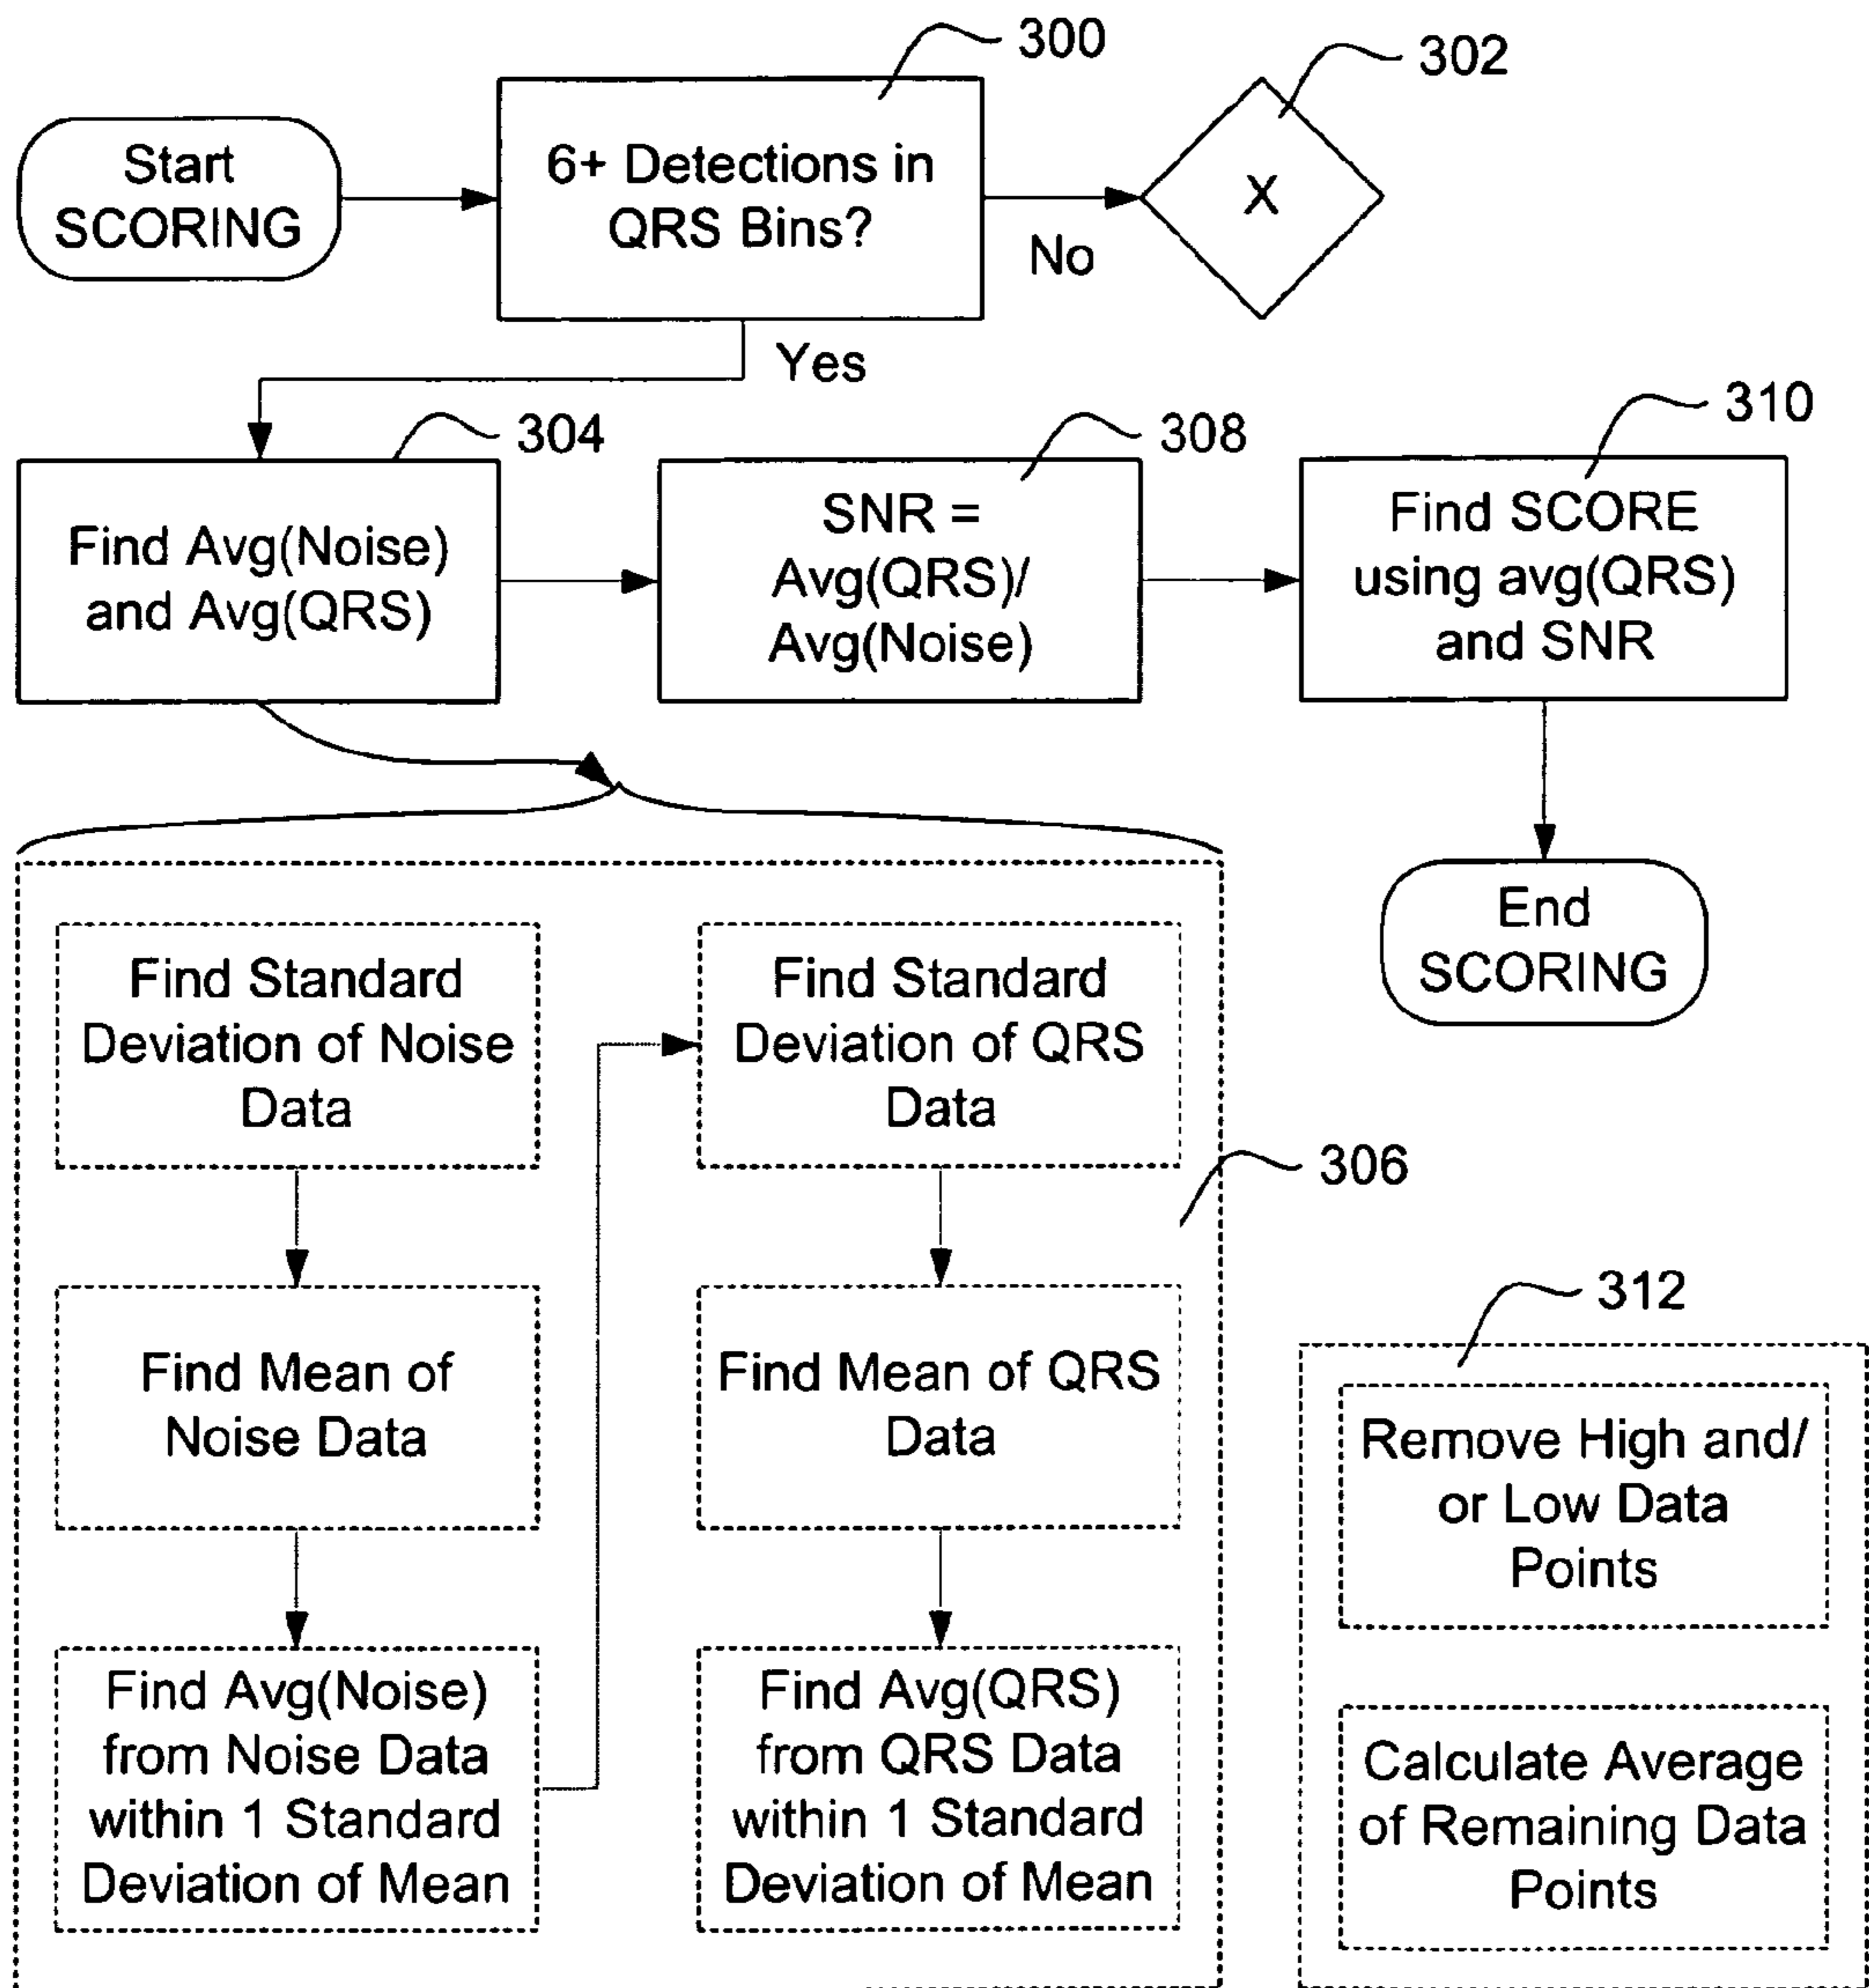 300
302
Start
SCORING
6+ Detections in
QRS Bins?
X
No
Yes
304
308
310
Find Avg(Noise)
and Avg(QRS)
SNR =
Avg(QRS)/
Avg(Noise)
Find SCORE
using avg(QRS)
and SNR
End
SCORING
Find Standard
Deviation of Noise
Data
Find Standard
Deviation of QRS
Data
306
Find Mean of
Noise Data
Find Mean of QRS
Data
312
Remove High and/
or Low Data
Points
Find Avg(Noise)
from Noise Data
within 1 Standard
Deviation of Mean
Find Avg(QRS)
from QRS Data
within 1 Standard
Deviation of Mean
Calculate Average
of Remaining Data
Points